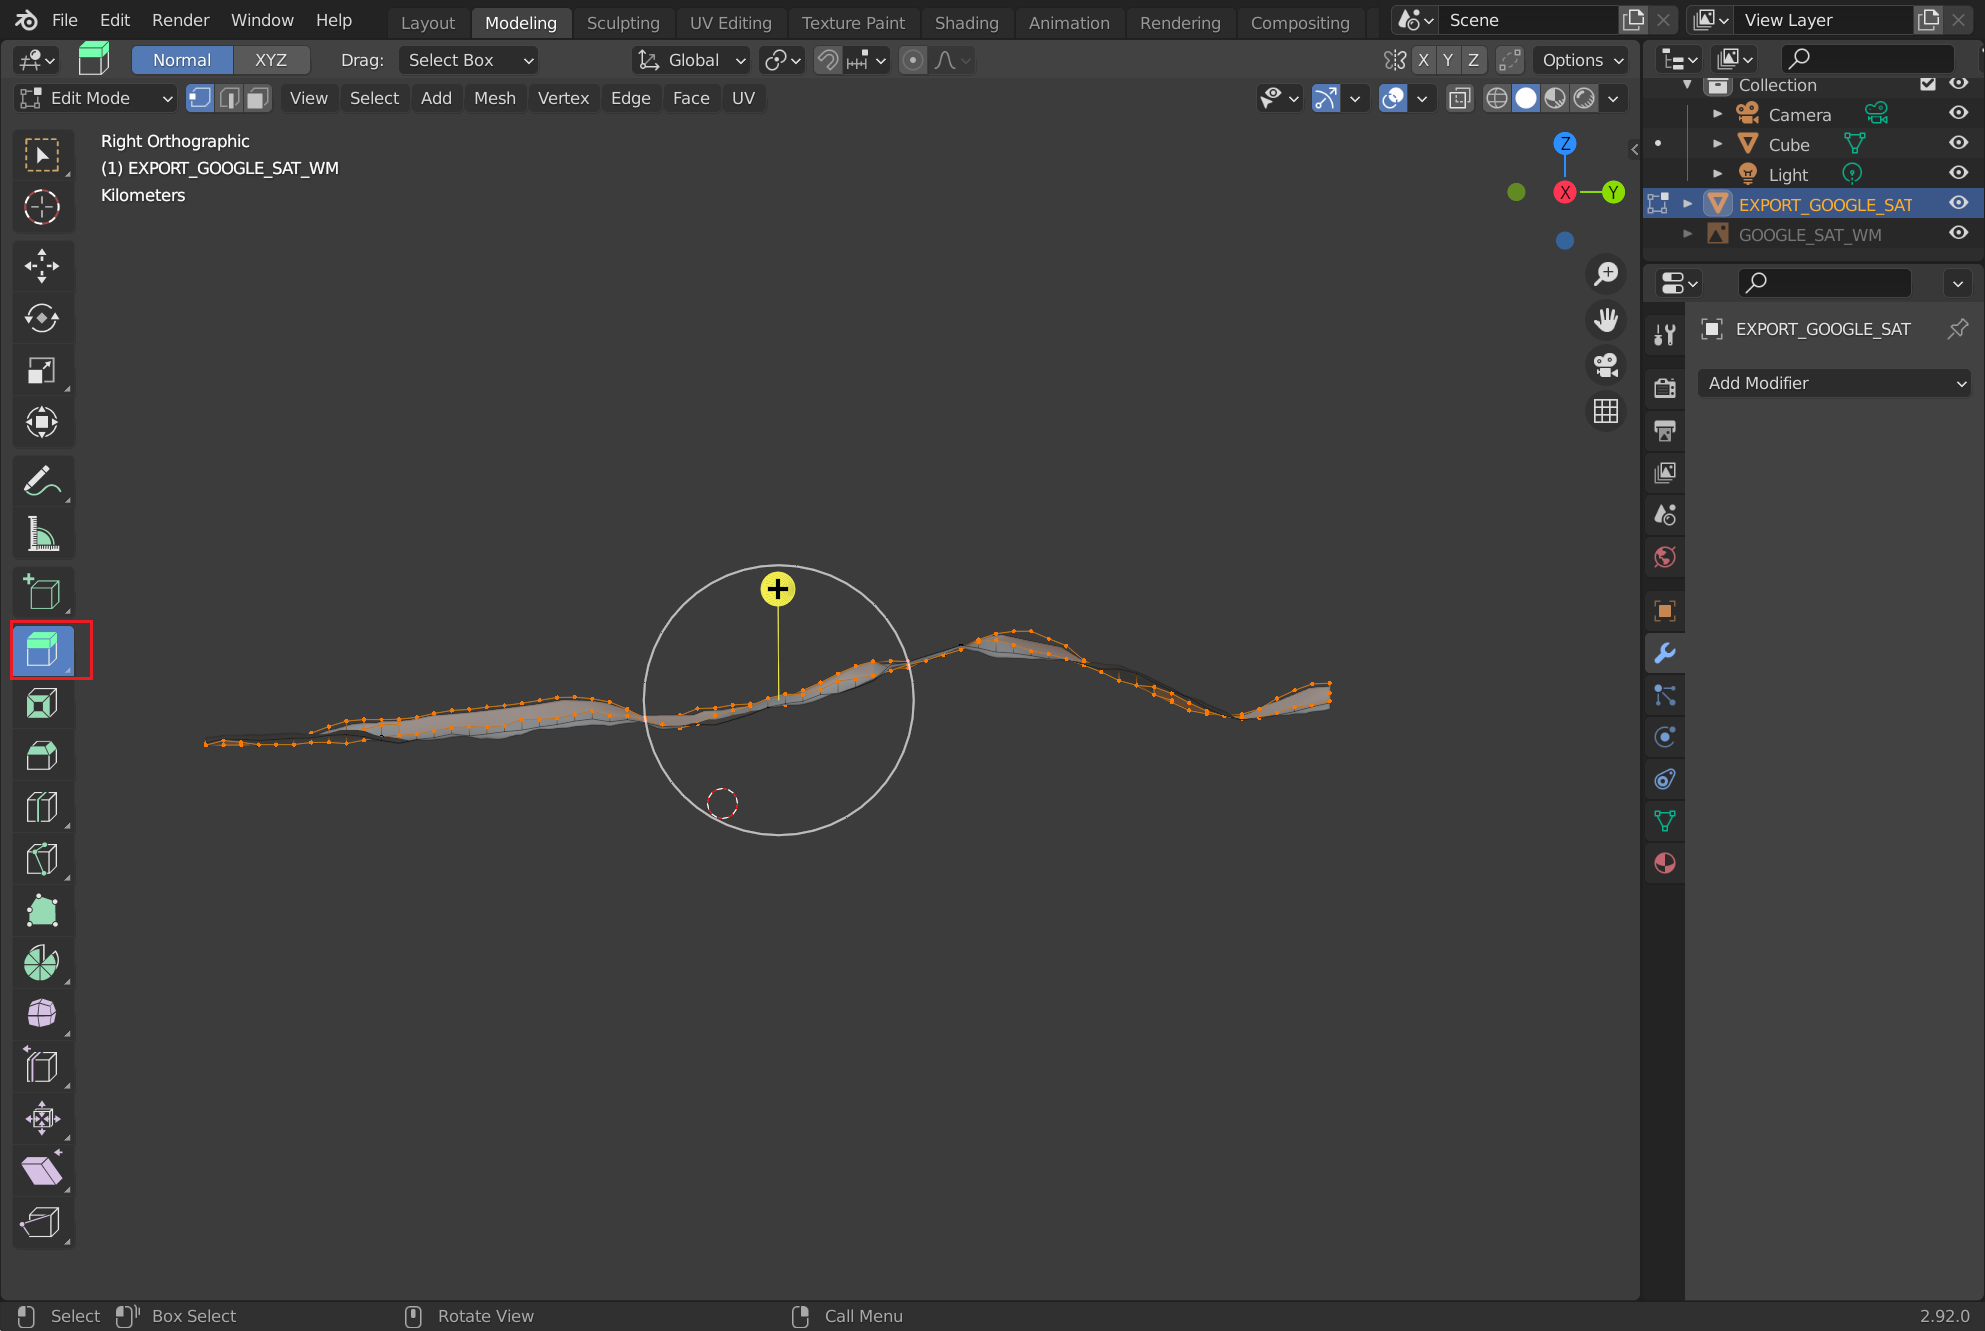 File Edit Render Window Help Layout Modeling Sculpting UV Editing Texture Paint Shading Animation Rendering Compositing Scene View Layer
Normal XYZ Drag: Select Box Global X Y Z Options
Edit Mode View Select Add Mesh Vertex Edge Face UV
Right Orthographic
(1) EXPORT_GOOGLE_SAT_WM
Kilometers
Z
X
Y
Collection
Camera
Cube
Light
EXPORT_GOOGLE_SAT
GOOGLE_SAT_WM
EXPORT_GOOGLE_SAT
Add Modifier
Select Box Select Rotate View Call Menu 2.92.0